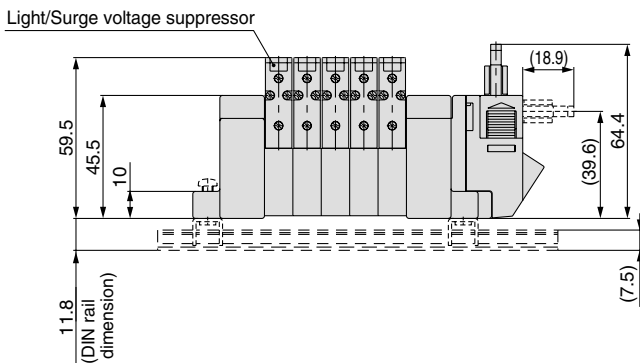 Light/Surge voltage suppressor
(18.9)
59.5
45.5
10
(39.6)
64.4
11.8
(DIN rail
dimension)
(7.5)